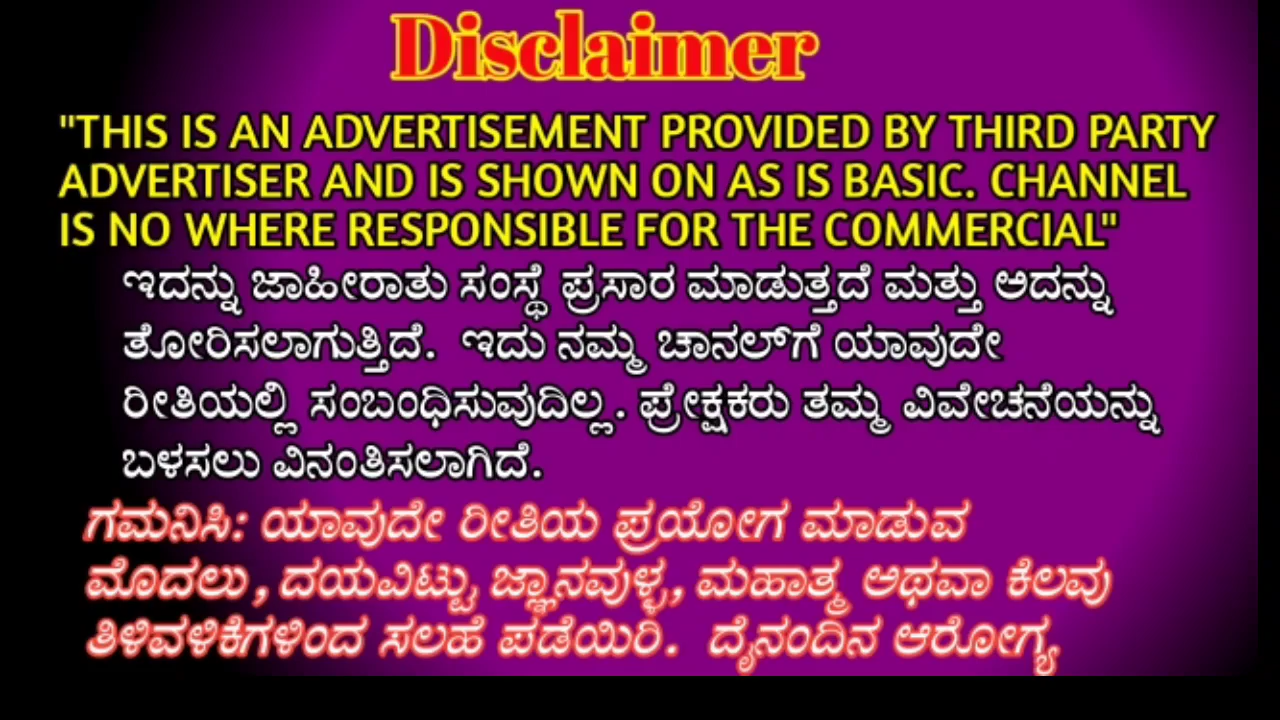 Disclaimer
"THIS IS AN ADVERTISEMENT PROVIDED BY THIRD PARTY
ADVERTISER AND IS SHOWN ON AS IS BASIC. CHANNEL
IS NO WHERE RESPONSIBLE FOR THE COMMERCIAL"
ಇದನ್ನು ಜಾಹೀರಾತು ಸಂಸ್ಥೆ ಪ್ರಸಾರ ಮಾಡುತ್ತದೆ ಮತ್ತು ಅದನ್ನು
ತೋರಿಸಲಾಗುತ್ತಿದೆ. ಇದು ನಮ್ಮ ಚಾನಲ್‌ಗೆ ಯಾವುದೇ
ರೀತಿಯಲ್ಲಿ ಸಂಬಂಧಿಸುವುದಿಲ್ಲ. ಪ್ರೇಕ್ಷಕರು ತಮ್ಮ ವಿವೇಚನೆಯನ್ನು
ಬಳಸಲು ವಿನಂತಿಸಲಾಗಿದೆ.
ಗಮನಿಸಿ: ಯಾವುದೇ ರೀತಿಯ ಪ್ರಯೋಗ ಮಾಡುವ
ಮೊದಲು, ದಯವಿಟ್ಟು ಜ್ಞಾನವುಳ್ಳ, ಮಹಾತ್ಮ ಅಥವಾ ಕೆಲವು
ತಿಳಿವಳಿಕೆಗಳಿಂದ ಸಲಹೆ ಪಡೆಯಿರಿ. ದೈನಂದಿನ ಆರೋಗ್ಯ